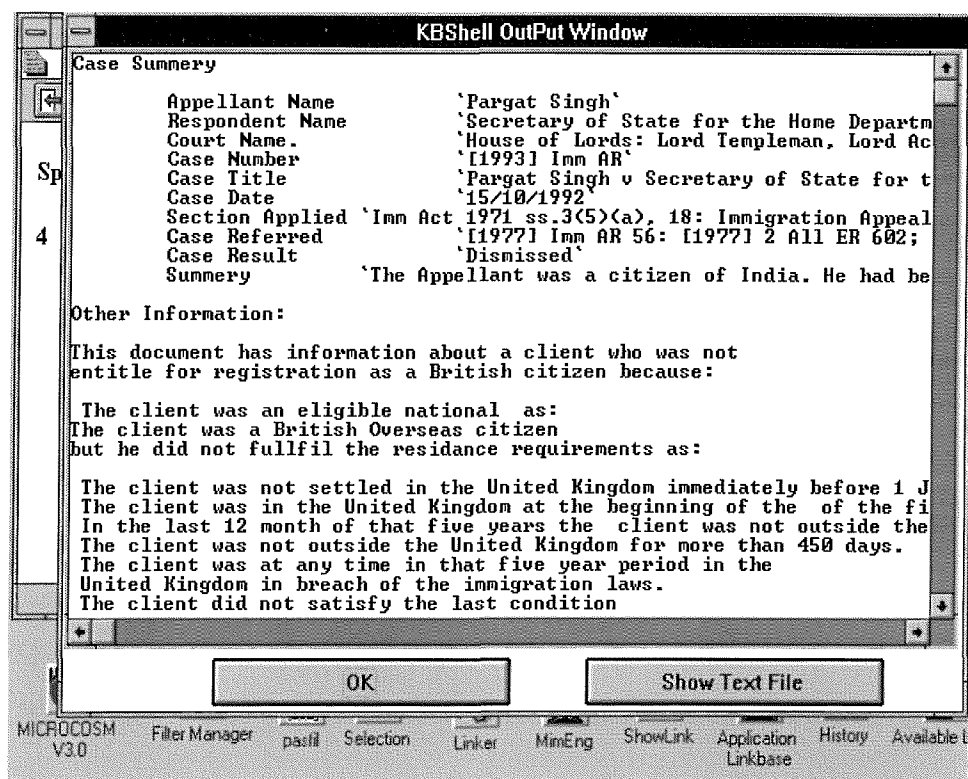 KBShell OutPut Window
Case Summery
Appellant Name `Pargat Singh`
Respondent Name `Secretary of State for the Home Departm
Court Name. `House of Lords: Lord Templeman, Lord Ac
Case Number `[1993] Imm AR`
Case Title `Pargat Singh v Secretary of State for t
Case Date `15/10/1992`
Section Applied `Imm Act 1971 ss.3(5)(a), 18: Immigration Appeal
Case Referred `[1977] Imm AR 56: [1977] 2 All ER 602;
Case Result `Dismissed`
Summery `The Appellant was a citizen of India. He had be
Other Information:
This document has information about a client who was not
entitle for registration as a British citizen because:
The client was an eligible national as:
The client was a British Overseas citizen
but he did not fullfil the residance requirements as:
The client was not settled in the United Kingdom immediately before 1 J
The client was in the United Kingdom at the beginning of the of the fi
In the last 12 month of that five years the client was not outside the
The client was not outside the United Kingdom for more than 450 days.
The client was at any time in that five year period in the
United Kingdom in breach of the immigration laws.
The client did not satisfy the last condition
Sp
4
OK
Show Text File
MICROCOSM V3.0
Filter Manager
pastil
Selection
Linker
MimEng
ShowLink
Application Linkbase
History
Available L